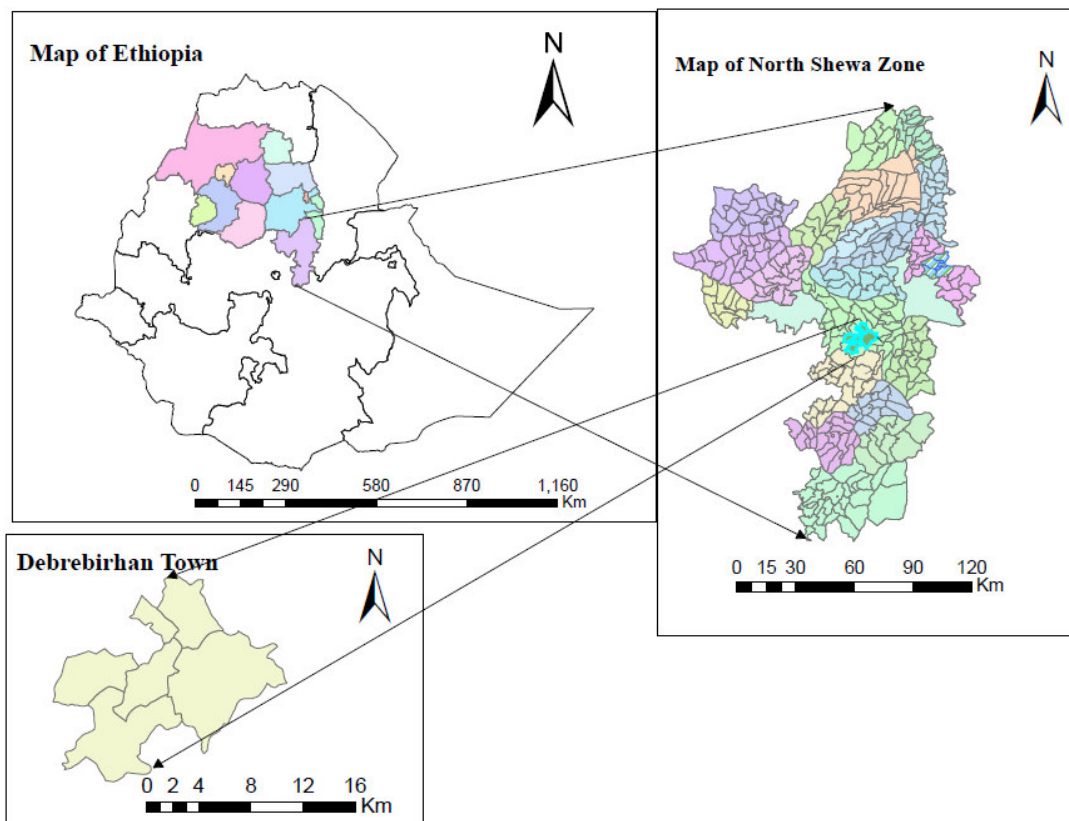 Map of Ethiopia
N
0 145 290 580 870 1,160
Km
Map of North Shewa Zone
N
0 15 30 60 90 120
Km
Debrebirhan Town
N
0 2 4 8 12 16
Km